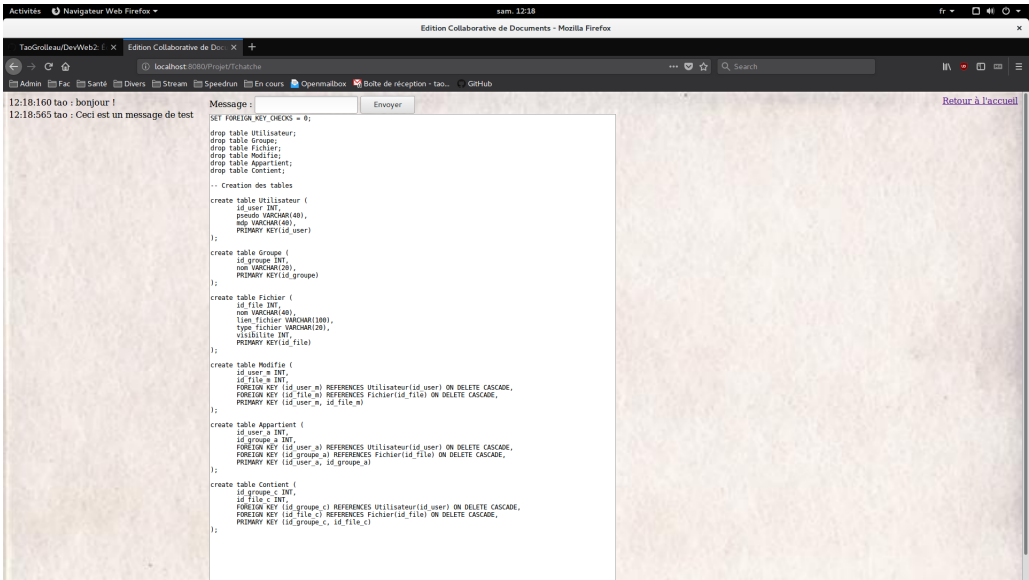 Activités Navigateur Web Firefox sam. 12:18 fr
Edition Collaborative de Documents - Mozilla Firefox
TaoGrolleau/DevWeb2: Edition Collaborative de Doc
localhost:8080/Projet/Tchatche Search
Admin Fac Santé Divers Stream Speedrun En cours Openmailbox Boîte de réception - tao... GitHub
12:18:160 tao : bonjour ! Message : Envoyer Retour à l'accueil
12:18:565 tao : Ceci est un message de test
SET FOREIGN_KEY_CHECKS = 0;
drop table Utilisateur;
drop table Groupe;
drop table Fichier;
drop table Modifie;
drop table Appartient;
drop table Contient;
-- Creation des tables
create table Utilisateur (
id_user INT,
pseudo VARCHAR(40),
mdp VARCHAR(40),
PRIMARY KEY(id_user)
);
create table Groupe (
id_groupe INT,
nom VARCHAR(20),
PRIMARY KEY(id_groupe)
);
create table Fichier (
id_file INT,
nom VARCHAR(40),
lien_fichier VARCHAR(100),
type_fichier VARCHAR(20),
visibilite INT,
PRIMARY KEY(id_file)
);
create table Modifie (
id_user_m INT,
id_file_m INT,
FOREIGN KEY (id_user_m) REFERENCES Utilisateur(id_user) ON DELETE CASCADE,
FOREIGN KEY (id_file_m) REFERENCES Fichier(id_file) ON DELETE CASCADE,
PRIMARY KEY (id_user_m, id_file_m)
);
create table Appartient (
id_user_a INT,
id_groupe_a INT,
FOREIGN KEY (id_user_a) REFERENCES Utilisateur(id_user) ON DELETE CASCADE,
FOREIGN KEY (id_groupe_a) REFERENCES Fichier(id_file) ON DELETE CASCADE,
PRIMARY KEY (id_user_a, id_groupe_a)
);
create table Contient (
id_groupe_c INT,
id_file_c INT,
FOREIGN KEY (id_groupe_c) REFERENCES Utilisateur(id_user) ON DELETE CASCADE,
FOREIGN KEY (id_file_c) REFERENCES Fichier(id_file) ON DELETE CASCADE,
PRIMARY KEY (id_groupe_c, id_file_c)
);